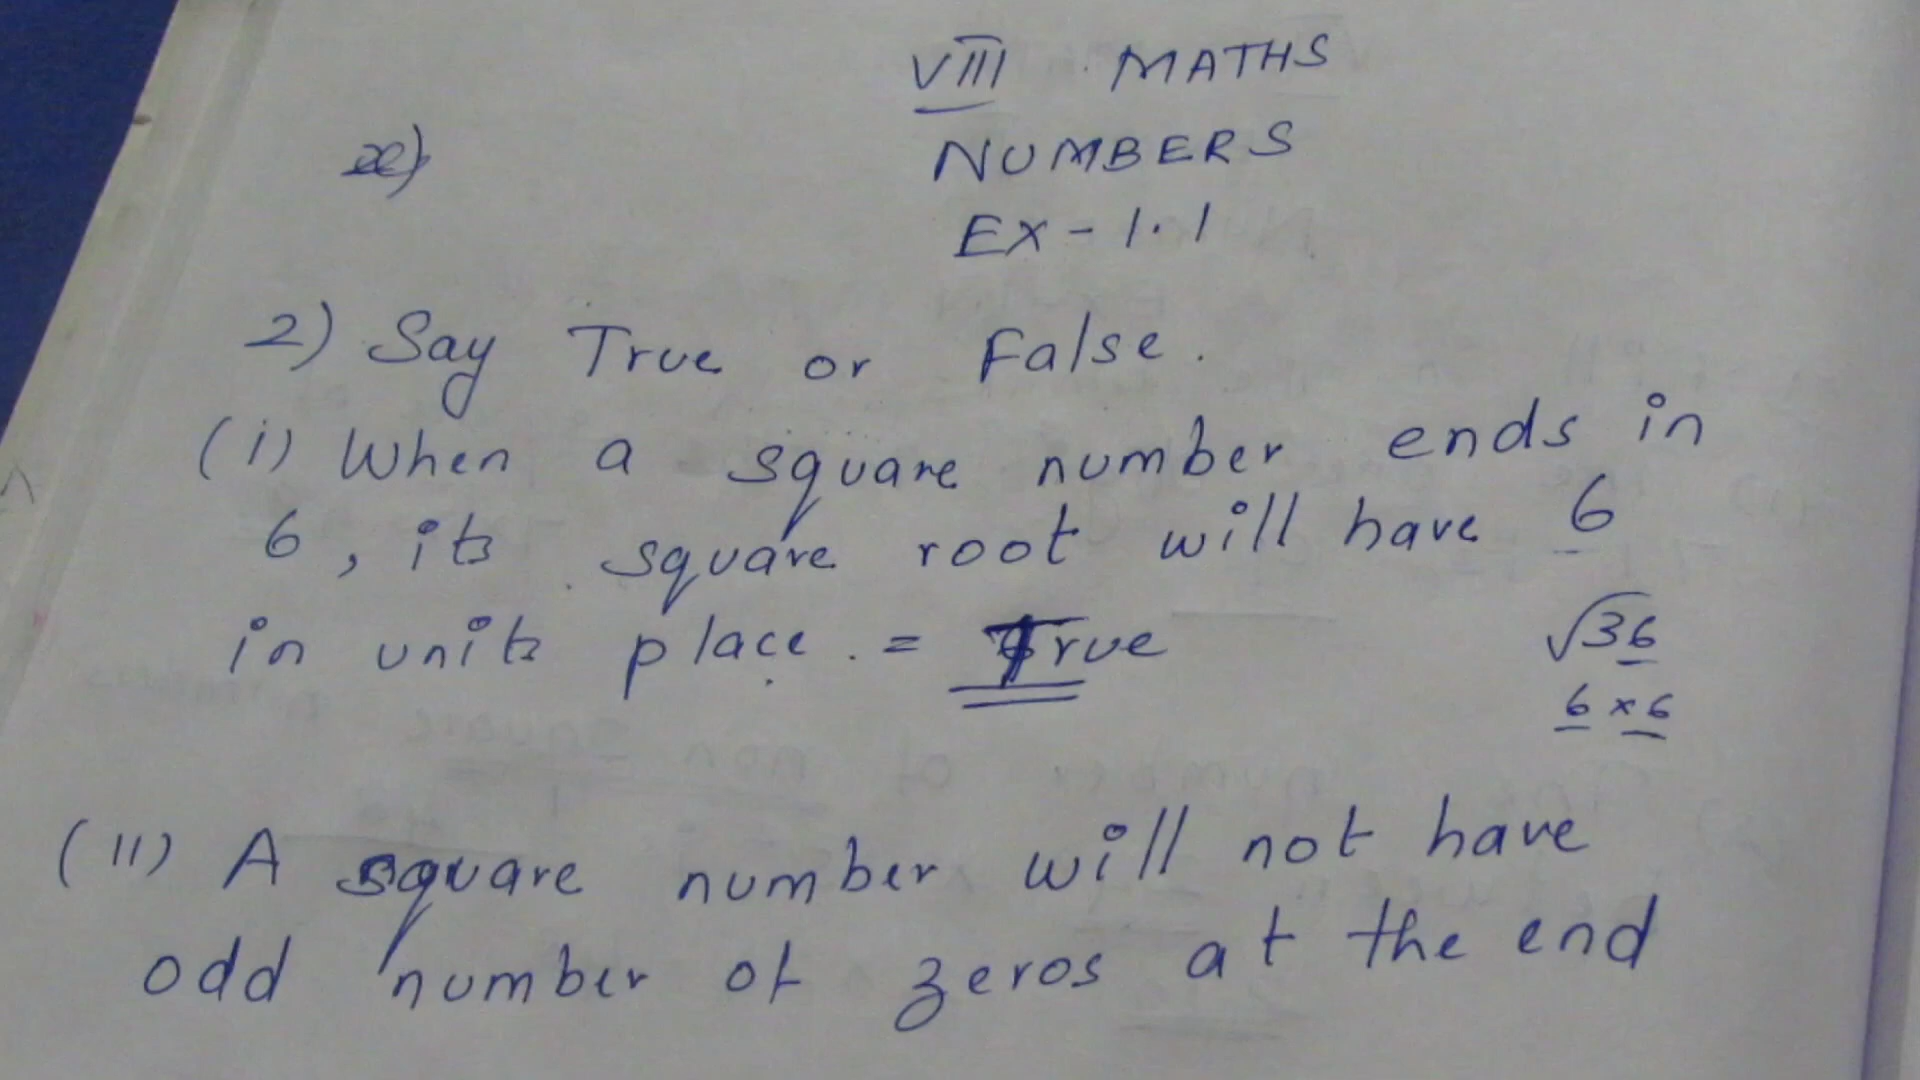 VIII MATHS
NUMBERS
EX - 1.1
2) Say True or False.
(i) When a square number ends in
6, its square root will have 6
in units place. = True
√36
6 × 6
(II) A square number will not have
odd number of zeros at the end